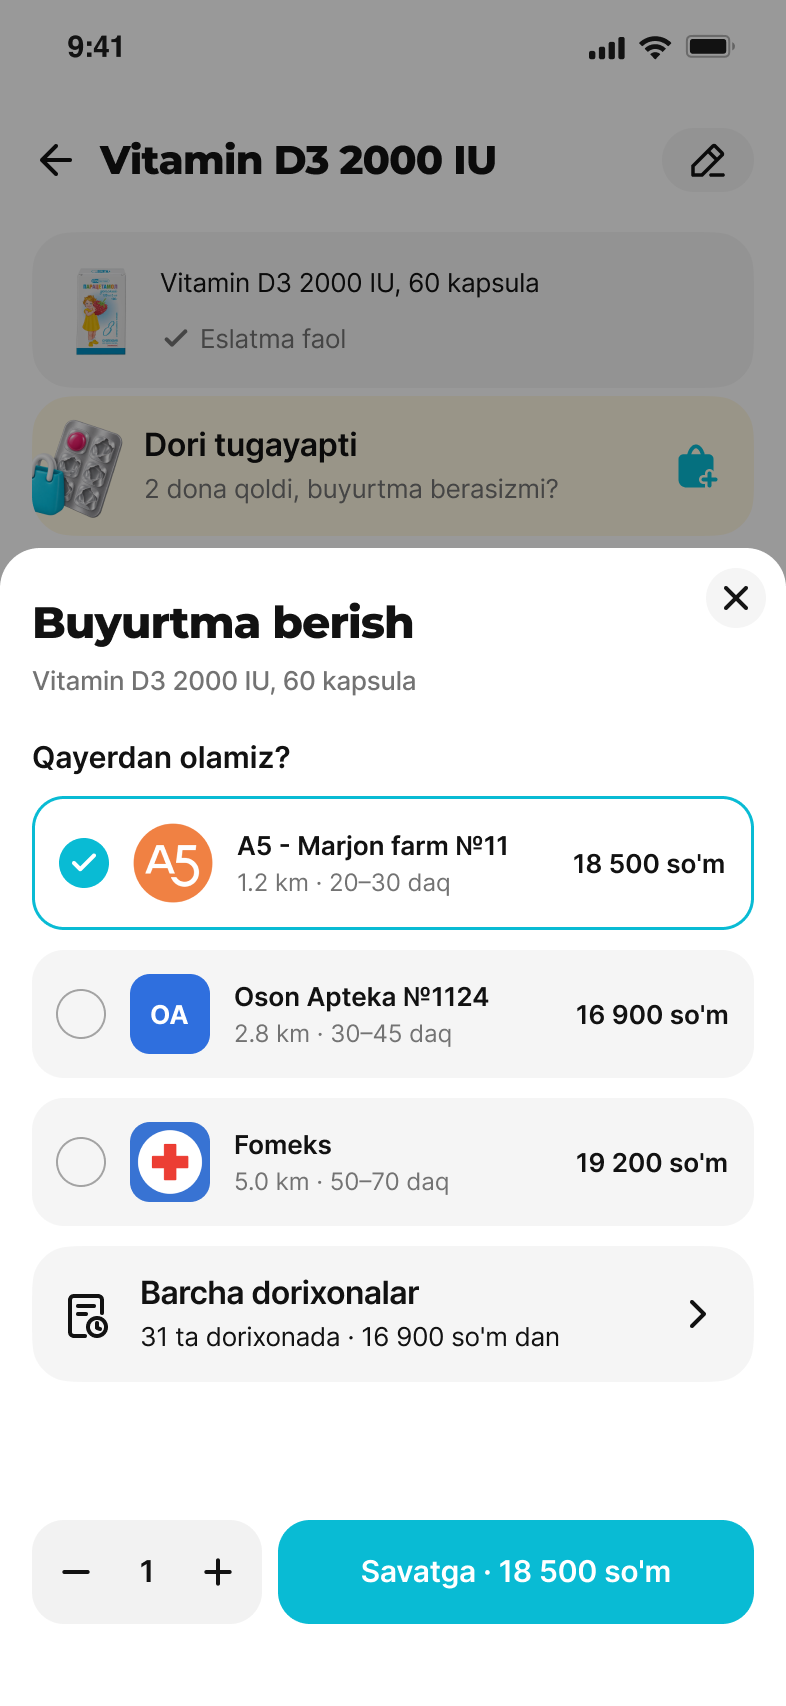 9:41
Vitamin D3 2000 IU
Vitamin D3 2000 IU, 60 kapsula
Eslatma faol
Dori tugayapti
2 dona qoldi, buyurtma berasizmi?
Buyurtma berish
Vitamin D3 2000 IU, 60 kapsula
Qayerdan olamiz?
A5
A5 - Marjon farm №11
18 500 so'm
1.2 km · 20–30 daq
OA
Oson Apteka №1124
16 900 so'm
2.8 km · 30–45 daq
Fomeks
19 200 so'm
5.0 km · 50–70 daq
Barcha dorixonalar
31 ta dorixonada · 16 900 so'm dan
1
Savatga · 18 500 so'm